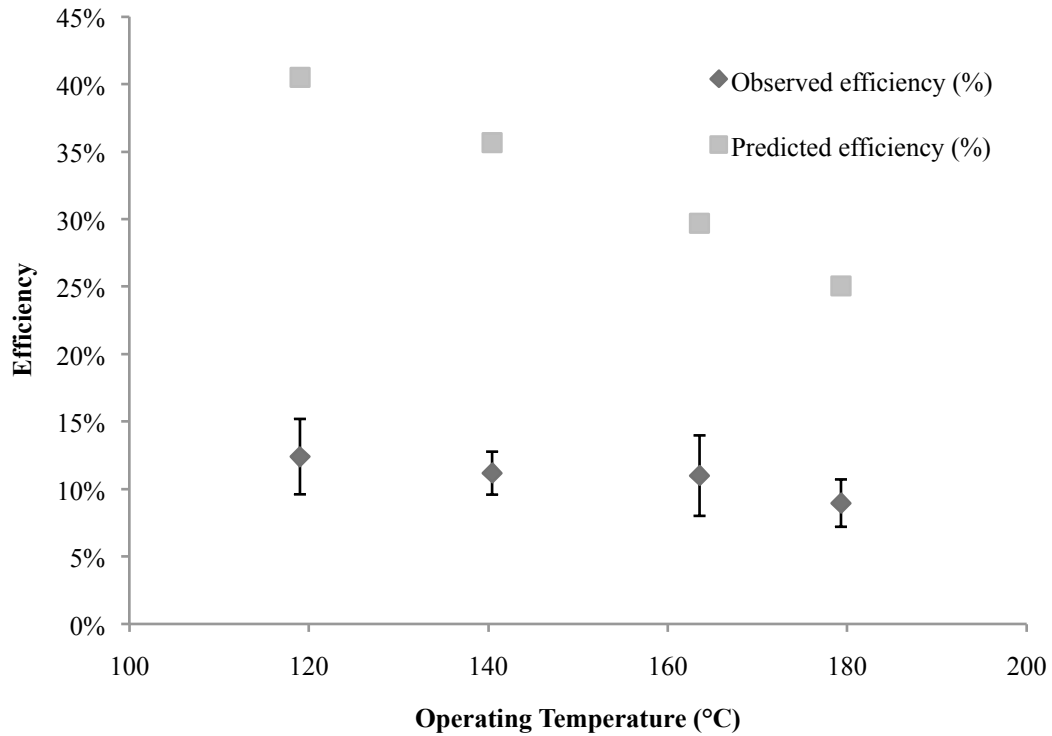 45%
40%
35%
30%
25%
20%
15%
10%
5%
0%
Efficiency
Observed efficiency (%)
Predicted efficiency (%)
100 120 140 160 180 200
Operating Temperature (°C)